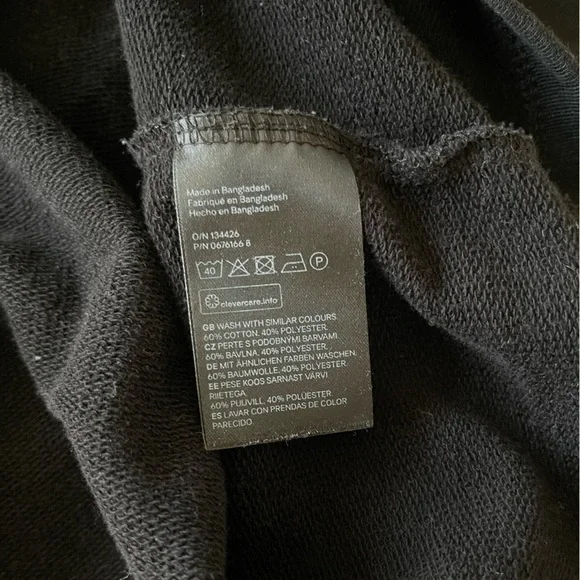 Made in Bangladesh
Fabriqué en Bangladesh
Hecho en Bangladesh
O/N 134426
P/N 0676166 8
40 P
clevercare.info
GB WASH WITH SIMILAR COLOURS
60% COTTON, 40% POLYESTER.
CZ PERTE S PODOBNÝMI BARVAMI
60% BAVLNA, 40% POLYESTER.
DE MIT ÄHNLICHEN FARBEN WASCHEN.
60% BAUMWOLLE, 40% POLYESTER.
EE PESE KOOS SARNAST VÄRVI
RIIETEGA.
60% PUUVILL, 40% POLÜESTER.
ES LAVAR CON PRENDAS DE COLOR
PARECIDO.